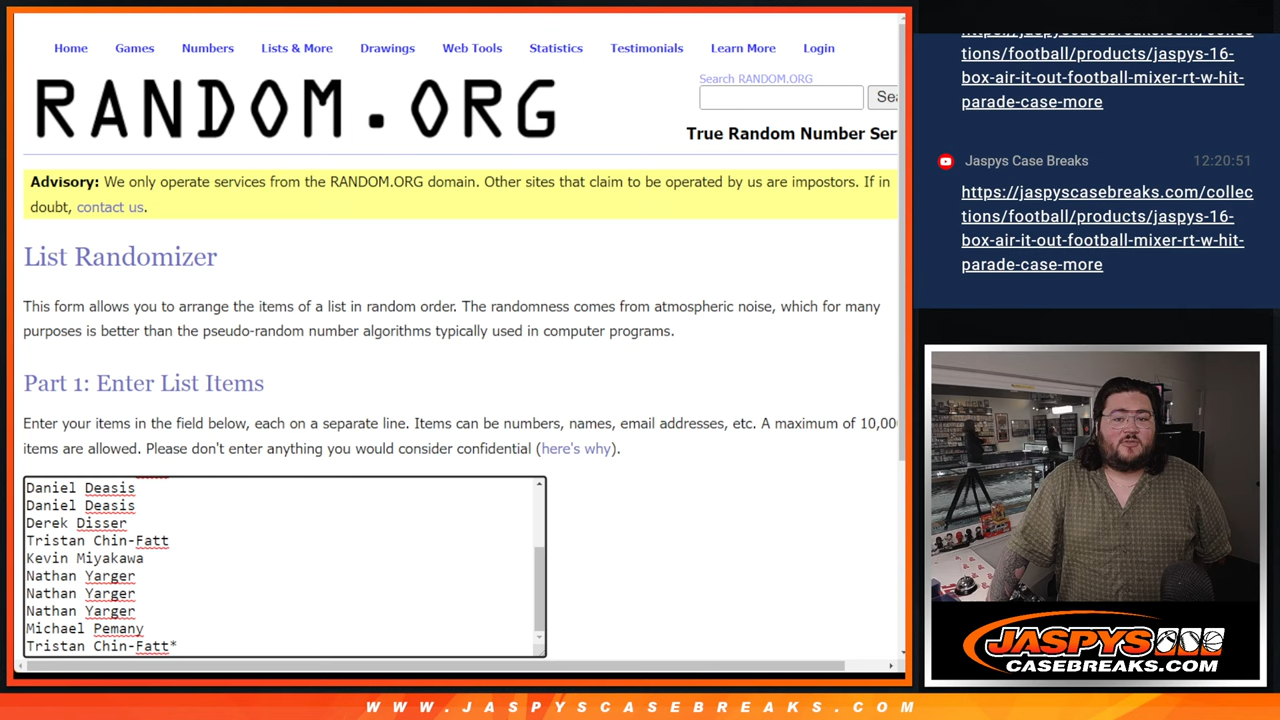 Home Games Numbers Lists & More Drawings Web Tools Statistics Testimonials Learn More Login
RANDOM.ORG
Search RANDOM.ORG
True Random Number
Advisory: We only operate services from the RANDOM.ORG domain. Other sites that claim to be operated by us are impostors. If in
doubt, contact us.
List Randomizer
This form allows you to arrange the items of a list in random order. The randomness comes from atmospheric noise, which for many
purposes is better than the pseudo-random number algorithms typically used in computer programs.
Part 1: Enter List Items
Enter your items in the field below, each on a separate line. Items can be numbers, names, email addresses, etc. A maximum of
items are allowed. Please don't enter anything you would consider confidential (here's why).
Daniel Deasis
Daniel Deasis
Derek Disser
Tristan Chin-Fatt
Kevin Miyakawa
Nathan Yarger
Nathan Yarger
Nathan Yarger
Michael Pemany
Tristan Chin-Fatt*
https://jaspyscasebreaks.com/collec
tions/football/products/jaspys-16-
box-air-it-out-football-mixer-rt-w-hit-
parade-case-more
Jaspys Case Breaks 12:20:51
https://jaspyscasebreaks.com/collec
tions/football/products/jaspys-16-
box-air-it-out-football-mixer-rt-w-hit-
parade-case-more
JASPYS
CASEBREAKS.COM
WWW.JASPYSCASEBREAKS.COM